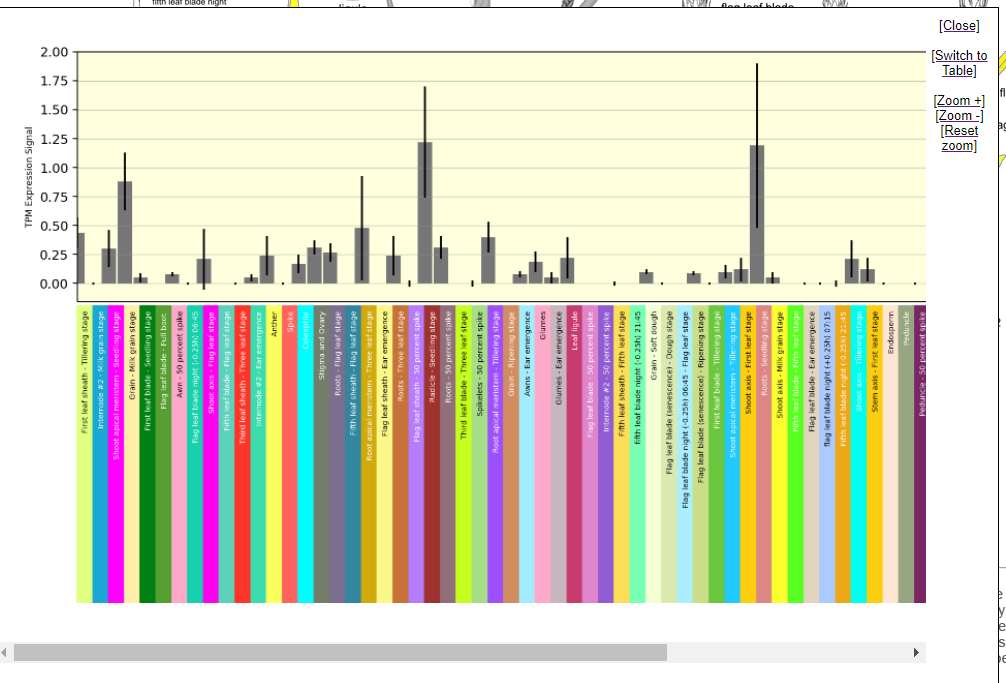 fifth leaf blade night
ligule
flag leaf blade
[Close]
[Switch to
Table]
[Zoom +]
[Zoom -]
[Reset
zoom]
TPM Expression Signal
2.00
1.75
1.50
1.25
1.00
0.75
0.50
0.25
0.00
First leaf sheath - Tillering stage
Internode #2 - Milk grain stage
Shoot apical meristem - Seedling stage
Grain - Milk grain stage
First leaf blade - Seedling stage
Flag leaf blade - Full boot
Awn - 50 percent spike
Flag leaf blade night (-0.25h) 06:45
Shoot axis - Flag leaf stage
Fifth leaf blade - Flag leaf stage
Third leaf sheath - Three leaf stage
Internode #2 - Ear emergence
Anther
Spike
Coleoptile
Stigma and Ovary
Roots - Flag leaf stage
Fifth leaf sheath - Flag leaf stage
Root apical meristem - Three leaf stage
Flag leaf sheath - Ear emergence
Roots - Three leaf stage
Flag leaf sheath - 50 percent spike
Radicle - Seedling stage
Roots - 50 percent spike
Third leaf blade - Three leaf stage
Spikelets - 50 percent spike
Root apical meristem - Tillering stage
Grain - Ripening stage
Awns - Ear emergence
Glumes
Glumes - Ear emergence
Leaf ligule
Flag leaf blade - 50 percent spike
Internode #2 - 50 percent spike
Fifth leaf sheath - Fifth leaf stage
fifth leaf blade night (-0.25h) 21:45
Grain - Soft dough
Flag leaf blade (senescence) - Dough stage
Flag leaf blade night (-0.25h) 06:45 - Flag leaf stage
Flag leaf blade (senescence) - Ripening stage
First leaf blade - Tillering stage
Shoot apical meristem - Tillering stage
Shoot axis - First leaf stage
Roots - Seedling stage
Shoot axis - Milk grain stage
Fifth leaf blade - Fifth leaf stage
Flag leaf blade - Ear emergence
flag leaf blade night (+0.25h) 07:15
Fifth leaf blade night (-0.25h) 21:45
Shoot axis - Tillering stage
Stem axis - First leaf stage
Endosperm
Peduncle
Peduncle - 50 percent spike